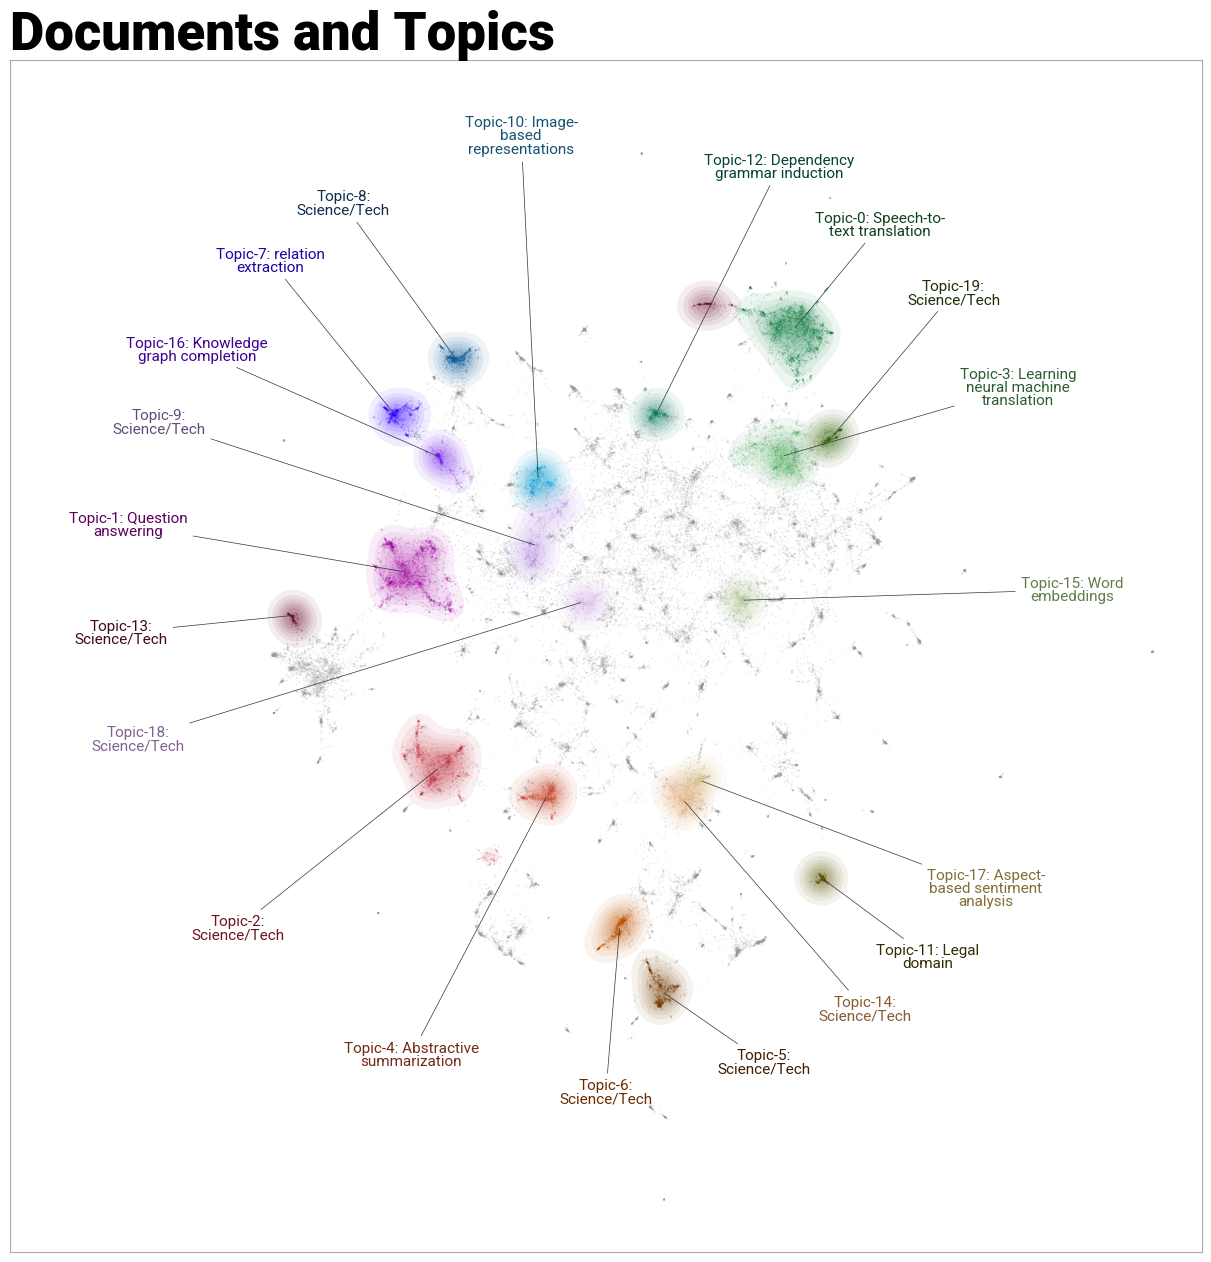 Documents and Topics
Topic-10: Image-
based
representations
Topic-12: Dependency
grammar induction
Topic-8:
Science/Tech
Topic-0: Speech-to-
text translation
Topic-7: relation
extraction
Topic-19:
Science/Tech
Topic-16: Knowledge
graph completion
Topic-3: Learning
neural machine
translation
Topic-9:
Science/Tech
Topic-1: Question
answering
Topic-15: Word
embeddings
Topic-13:
Science/Tech
Topic-18:
Science/Tech
Topic-17: Aspect-
based sentiment
analysis
Topic-2:
Science/Tech
Topic-11: Legal
domain
Topic-14:
Science/Tech
Topic-4: Abstractive
summarization
Topic-5:
Science/Tech
Topic-6:
Science/Tech